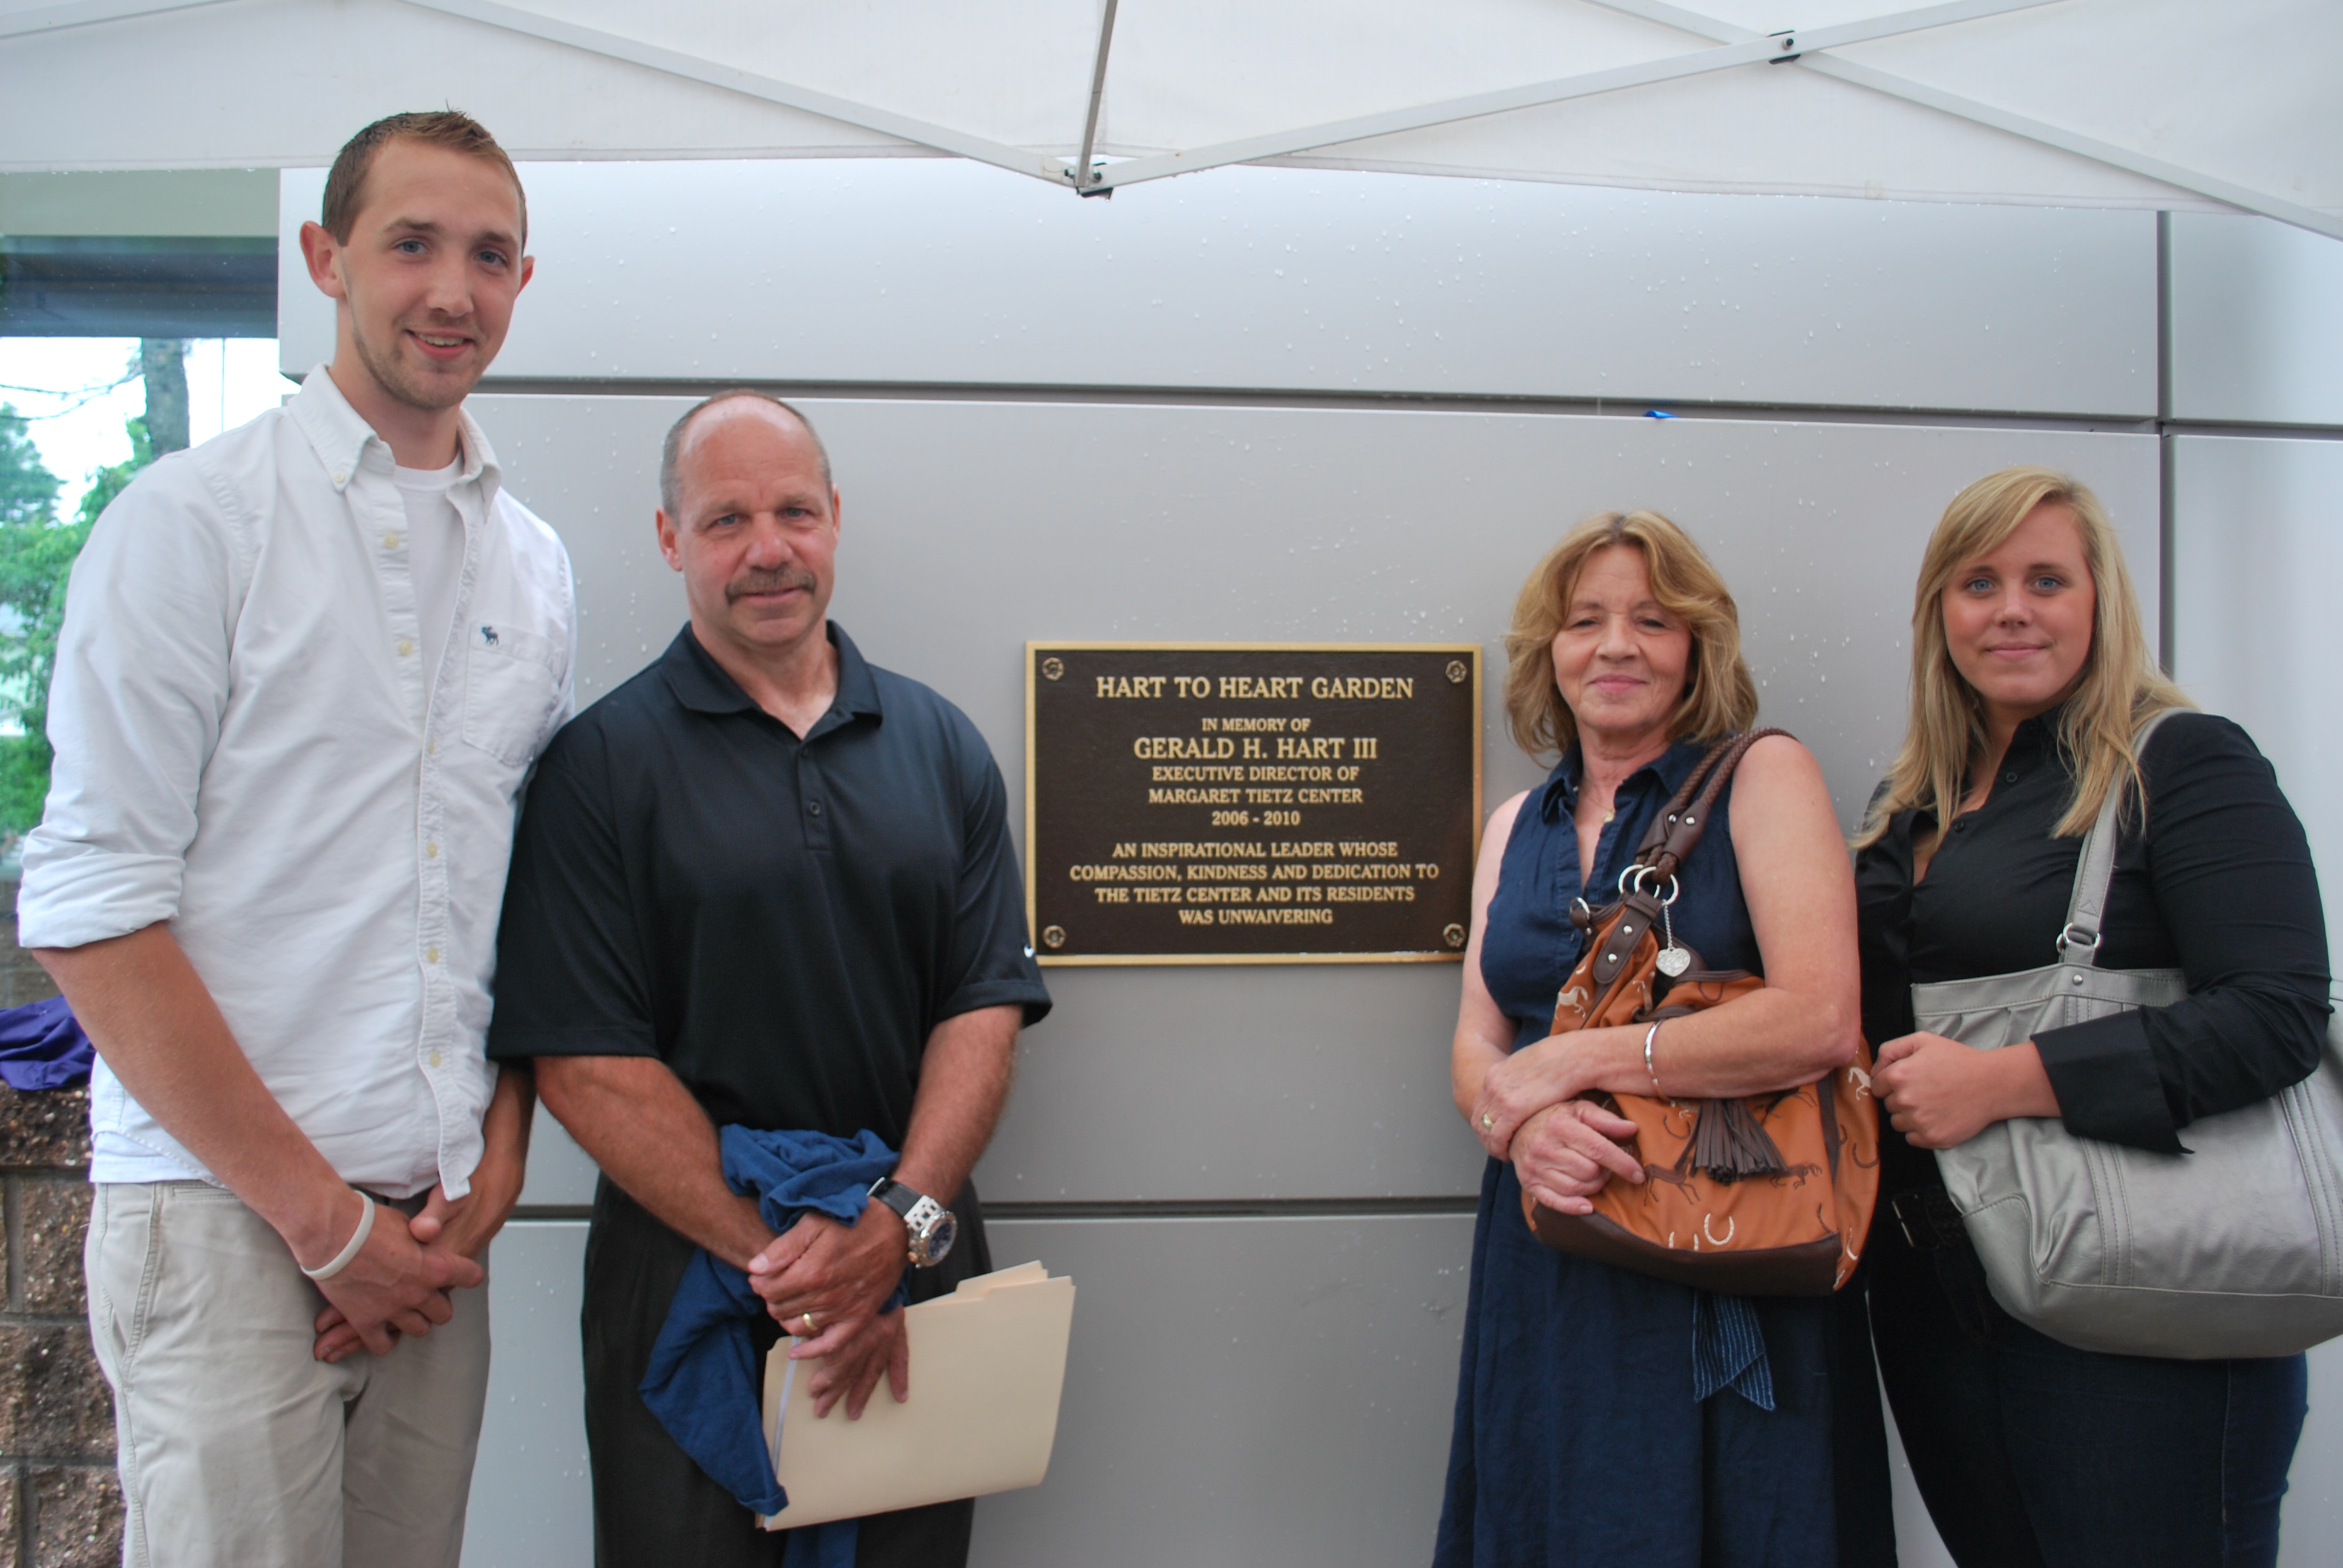 HART TO HEART GARDEN
IN MEMORY OF
GERALD H. HART III
EXECUTIVE DIRECTOR OF
MARGARET TIETZ CENTER
2006 - 2010
AN INSPIRATIONAL LEADER WHOSE
COMPASSION, KINDNESS AND DEDICATION TO
THE TIETZ CENTER AND ITS RESIDENTS
WAS UNWAIVERING